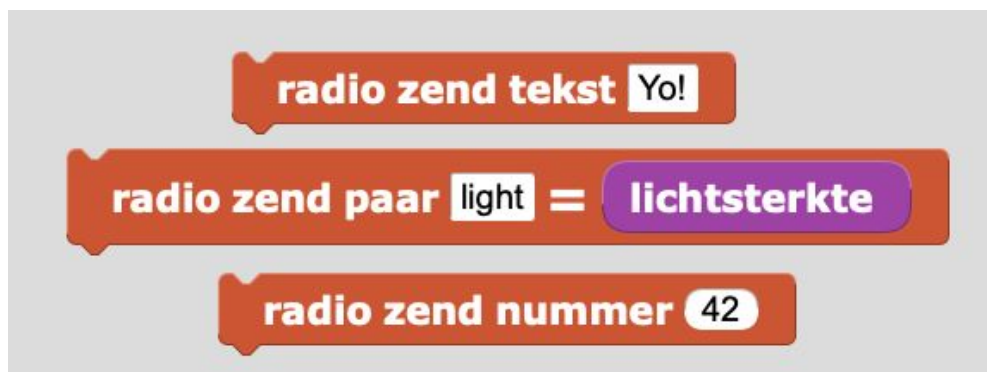 radio zend tekst Yo!
radio zend paar light = lichtsterkte
radio zend nummer 42